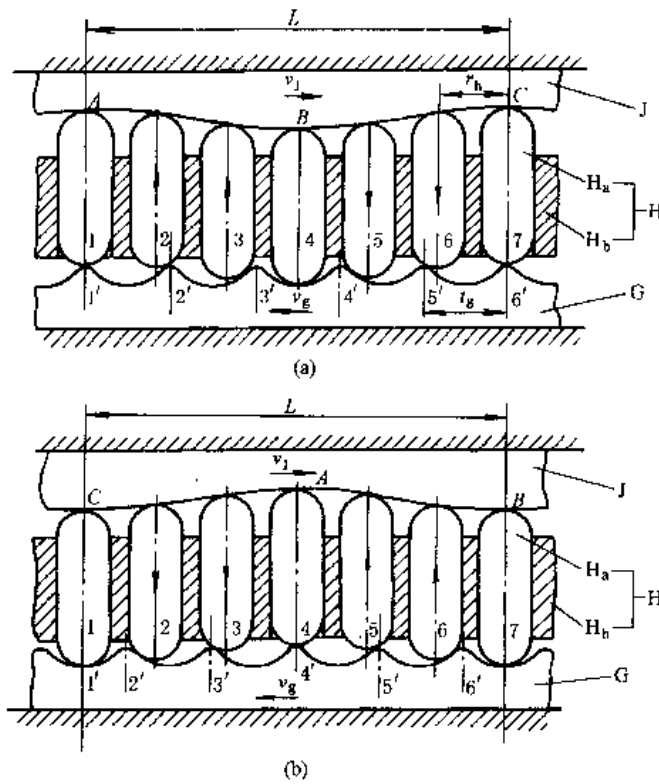 L
v_J
r_h
A
B
C
J
H_a
H
H_b
1 2 3 4 5 6 7
1' 2' 3' v_g 4' 5' t_g 6'
G
(a)
L
v_J
A
C
B
J
H_a
H
H_b
1 2 3 4 5 6 7
1' 2' 3' v_g 4' 5' 6'
G
(b)